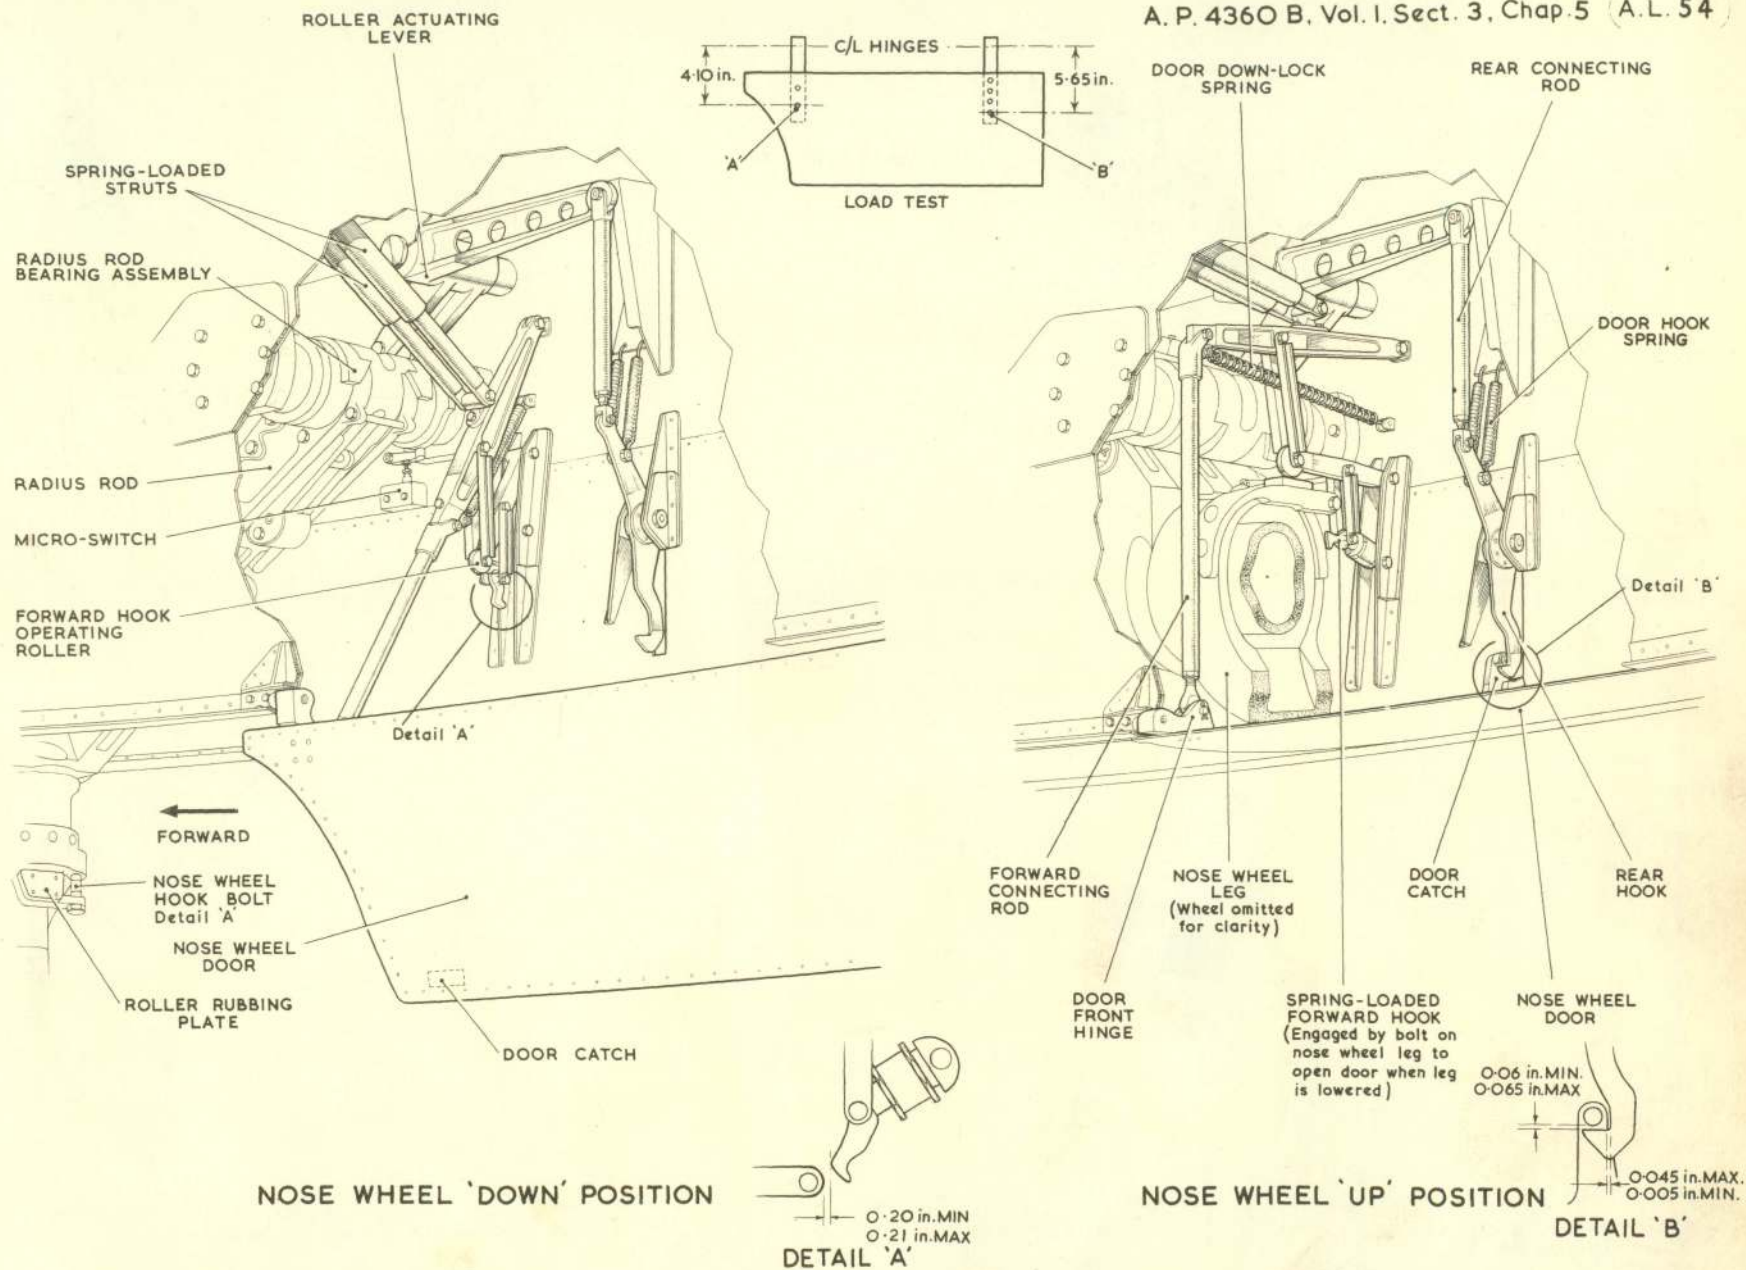 A. P. 4360 B, Vol. 1. Sect. 3, Chap. 5 (A.L. 54)
ROLLER ACTUATING
LEVER
SPRING-LOADED
STRUTS
RADIUS ROD
BEARING ASSEMBLY
RADIUS ROD
MICRO-SWITCH
FORWARD HOOK
OPERATING
ROLLER
C/L HINGES
4·10 in.
5·65 in.
'A'
'B'
LOAD TEST
DOOR DOWN-LOCK
SPRING
REAR CONNECTING
ROD
DOOR HOOK
SPRING
Detail 'B'
Detail 'A'
FORWARD
NOSE WHEEL
HOOK BOLT
Detail 'A'
NOSE WHEEL
DOOR
ROLLER RUBBING
PLATE
DOOR CATCH
FORWARD
CONNECTING
ROD
NOSE WHEEL
LEG
(Wheel omitted
for clarity)
DOOR
CATCH
REAR
HOOK
DOOR
FRONT
HINGE
SPRING-LOADED
FORWARD HOOK
(Engaged by bolt on
nose wheel leg to
open door when leg
is lowered)
NOSE WHEEL
DOOR
0·06 in. MIN.
0·065 in. MAX
0·045 in. MAX.
0·005 in. MIN.
NOSE WHEEL 'DOWN' POSITION
0·20 in. MIN
0·21 in. MAX
DETAIL 'A'
NOSE WHEEL 'UP' POSITION
DETAIL 'B'